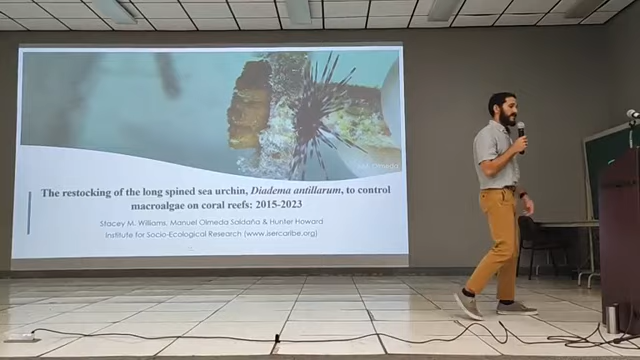 M. Olmeda
The restocking of the long spined sea urchin, Diadema antillarum, to control
macroalgae on coral reefs: 2015-2023
Stacey M. Williams, Manuel Olmeda Saldaña & Hunter Howard
Institute for Socio-Ecological Research (www.isercaribe.org)